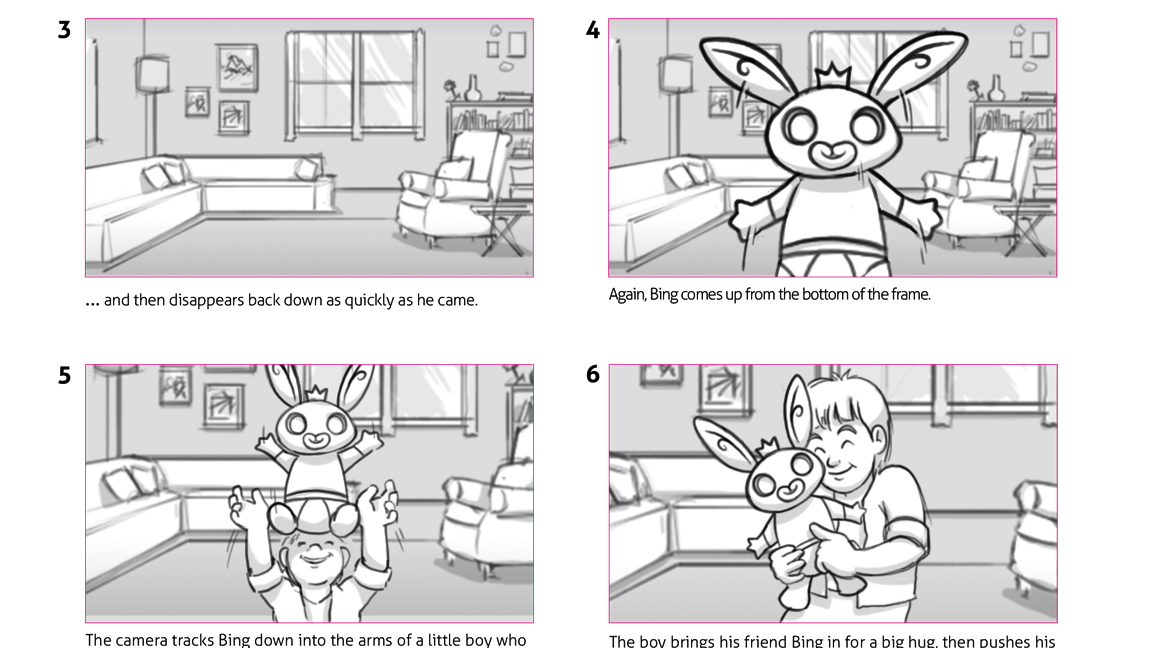 3
4
... and then disappears back down as quickly as he came.
Again, Bing comes up from the bottom of the frame.
5
6
The camera tracks Bing down into the arms of a little boy who
The boy brings his friend Bing in for a big hug, then pushes his